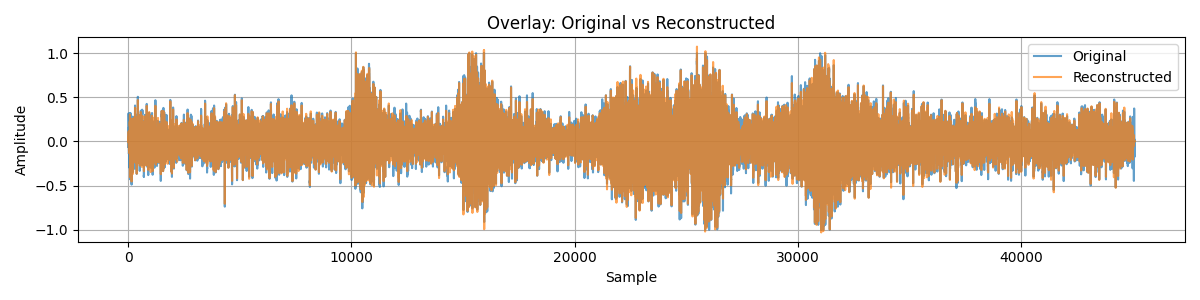 Overlay: Original vs Reconstructed
Original
Reconstructed
Amplitude
1.0
0.5
0.0
−0.5
−1.0
0
10000
20000
30000
40000
Sample